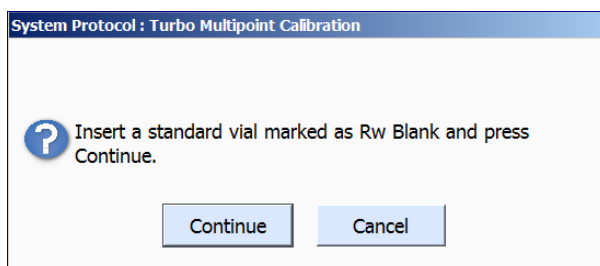 System Protocol : Turbo Multipoint Calibration
Insert a standard vial marked as Rw Blank and press
Continue.
Continue
Cancel